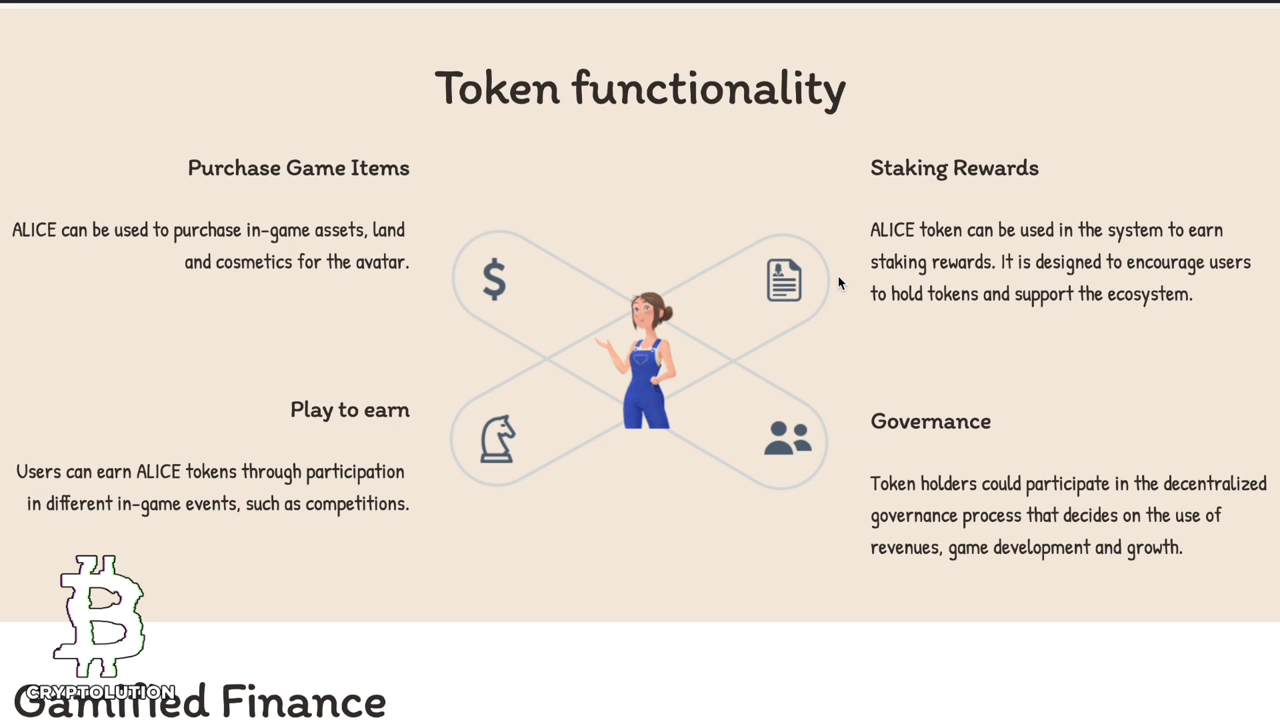 Token functionality
Purchase Game Items
ALICE can be used to purchase in-game assets, land
and cosmetics for the avatar.
Staking Rewards
ALICE token can be used in the system to earn
staking rewards. It is designed to encourage users
to hold tokens and support the ecosystem.
Play to earn
Users can earn ALICE tokens through participation
in different in-game events, such as competitions.
Governance
Token holders could participate in the decentralized
governance process that decides on the use of
revenues, game development and growth.
CRYPTOLUTION
Gamified Finance